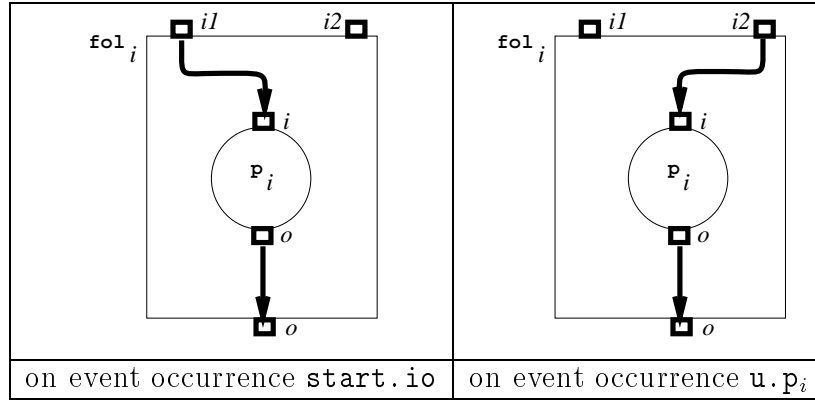 i1 i2
fol i
i
p i
o
o
on event occurrence start.io
i1 i2
fol i
i
p i
o
o
on event occurrence u.p i